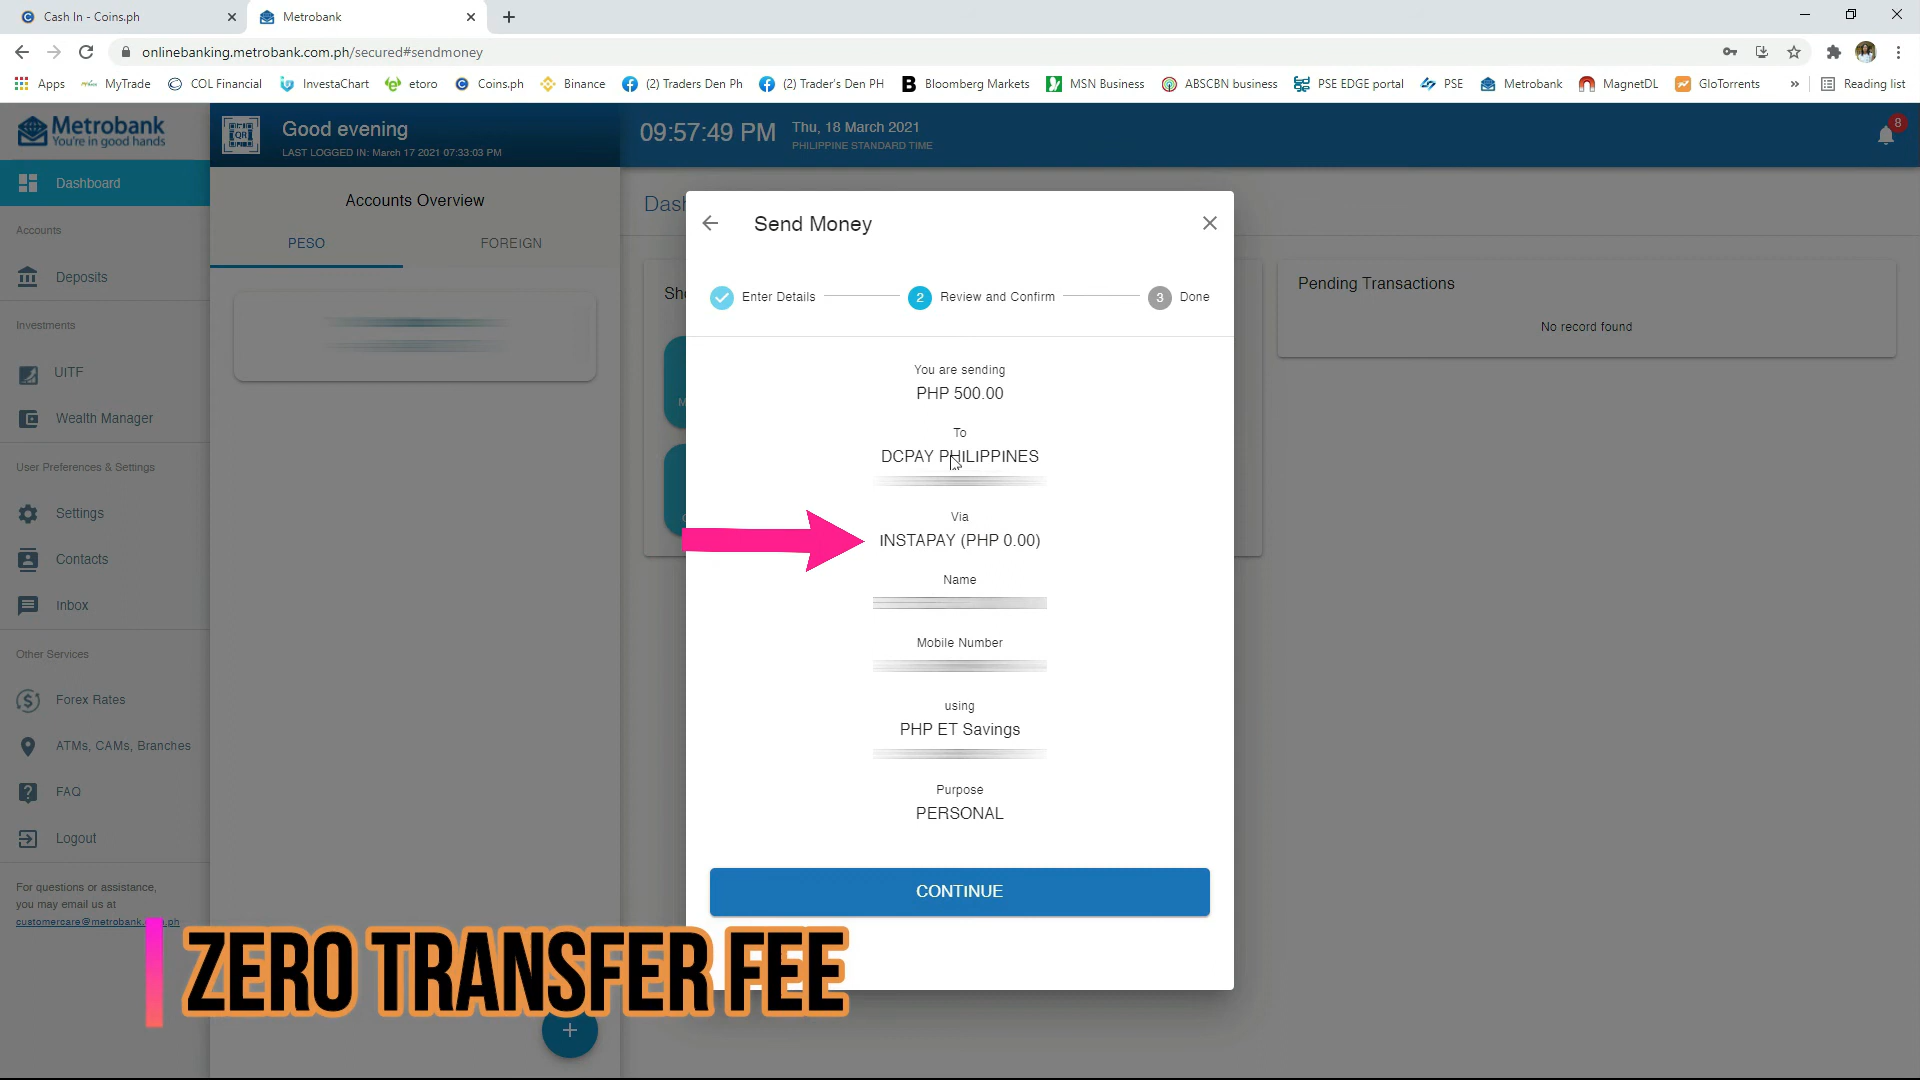 Cash In - Coins.ph
Metrobank
onlinebanking.metrobank.com.ph/secured#sendmoney
Apps
MyTrade
COL Financial
InvestaChart
etoro
Coins.ph
Binance
(2) Traders Den Ph
(2) Trader's Den PH
Bloomberg Markets
MSN Business
ABSCBN business
PSE EDGE portal
PSE
Metrobank
MagnetDL
GloTorrents
»
Reading list
Metrobank
You're in good hands
QR
Good evening
LAST LOGGED IN: March 17 2021 07:33:03 PM
09:57:49 PM
Thu, 18 March 2021
PHILIPPINE STANDARD TIME
8
Dashboard
Accounts
Deposits
Investments
UITF
Wealth Manager
User Preferences & Settings
Settings
Contacts
Inbox
Other Services
Forex Rates
ATMs, CAMs, Branches
FAQ
Logout
For questions or assistance,
you may email us at
Accounts Overview
PESO
FOREIGN
Send Money
Enter Details
2 Review and Confirm
3 Done
You are sending
PHP 500.00
To
DCPAY PHILIPPINES
Via
INSTAPAY (PHP 0.00)
Name
Mobile Number
using
PHP ET Savings
Purpose
PERSONAL
CONTINUE
Pending Transactions
No record found
ZERO TRANSFER FEE